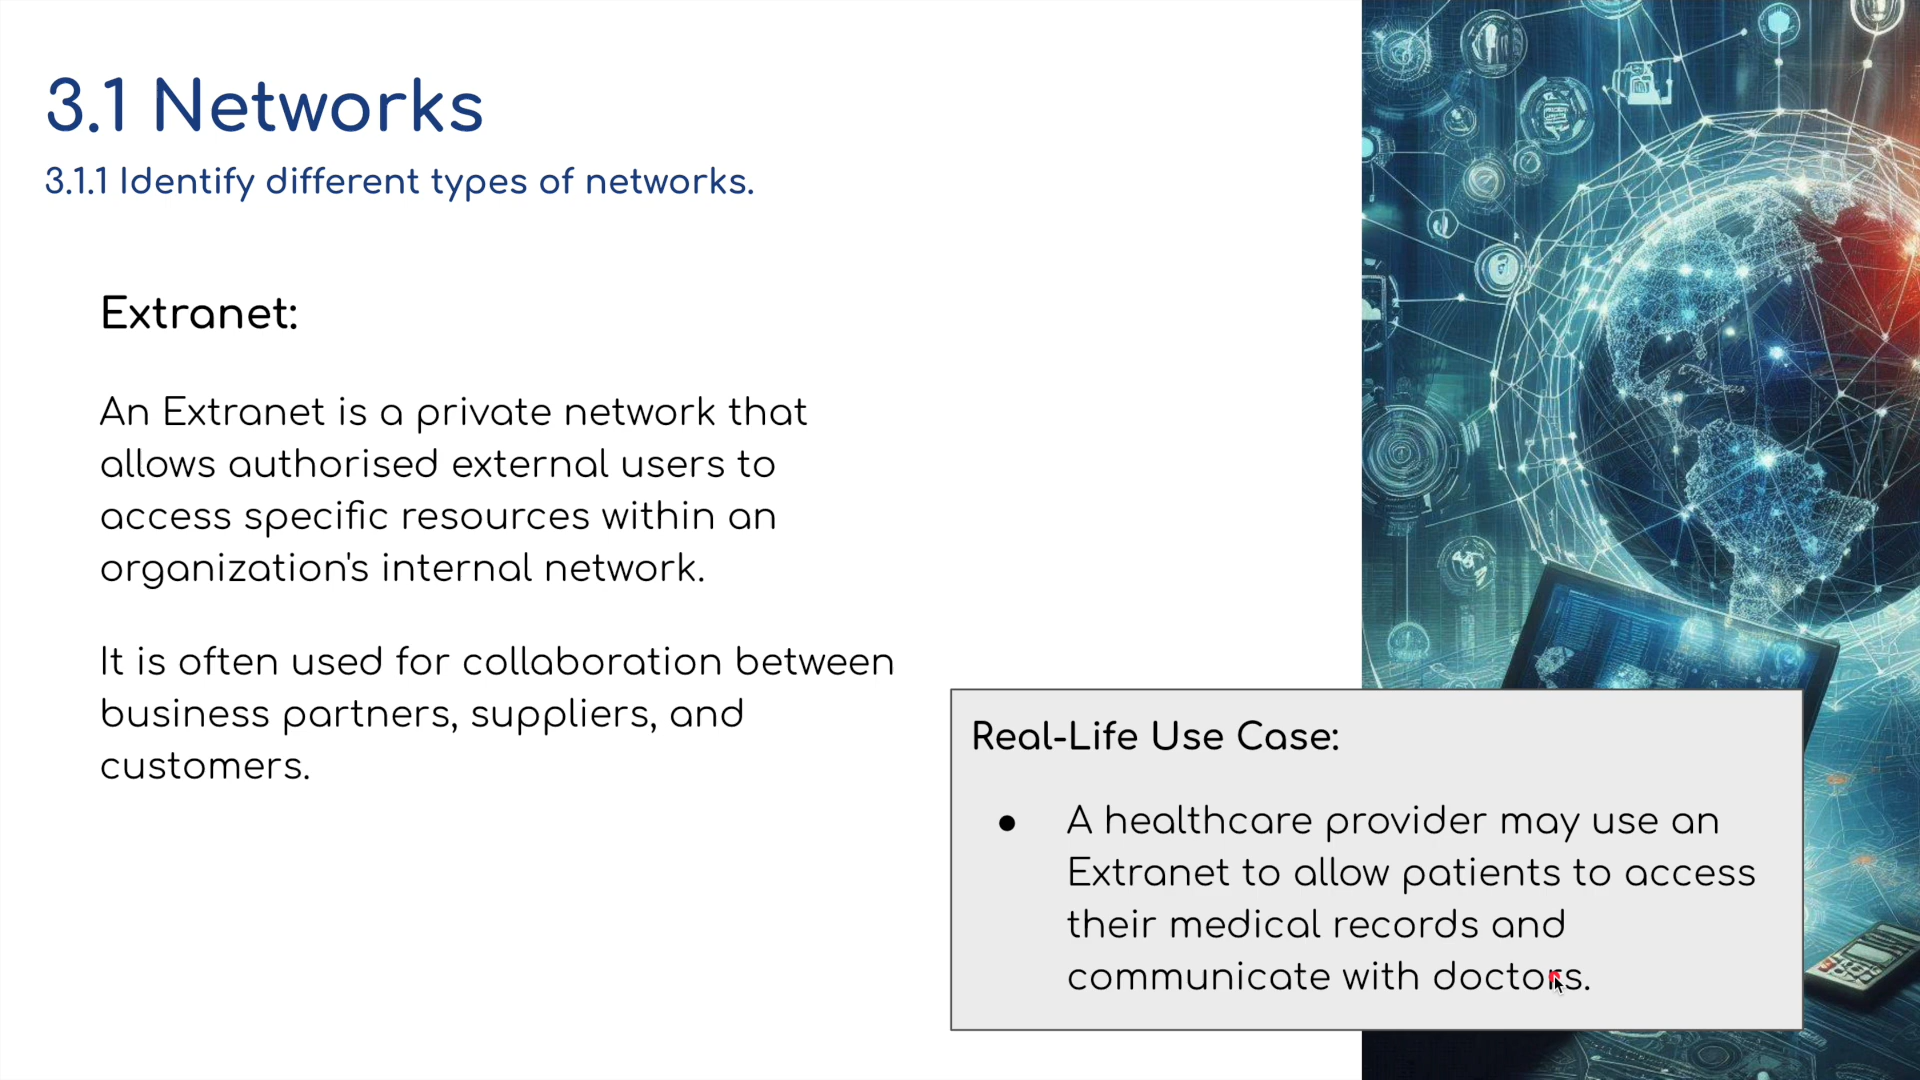 3.1 Networks
3.1.1 Identify different types of networks.
Extranet:
An Extranet is a private network that
allows authorised external users to
access specific resources within an
organization's internal network.
It is often used for collaboration between
business partners, suppliers, and
customers.
Real-Life Use Case:
● A healthcare provider may use an
Extranet to allow patients to access
their medical records and
communicate with doctors.